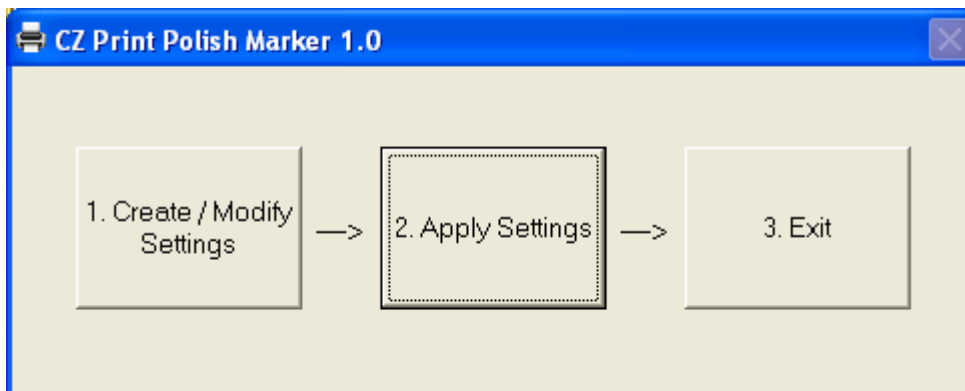 CZ Print Polish Marker 1.0
1. Create / Modify
Settings
—>
2. Apply Settings
—>
3. Exit